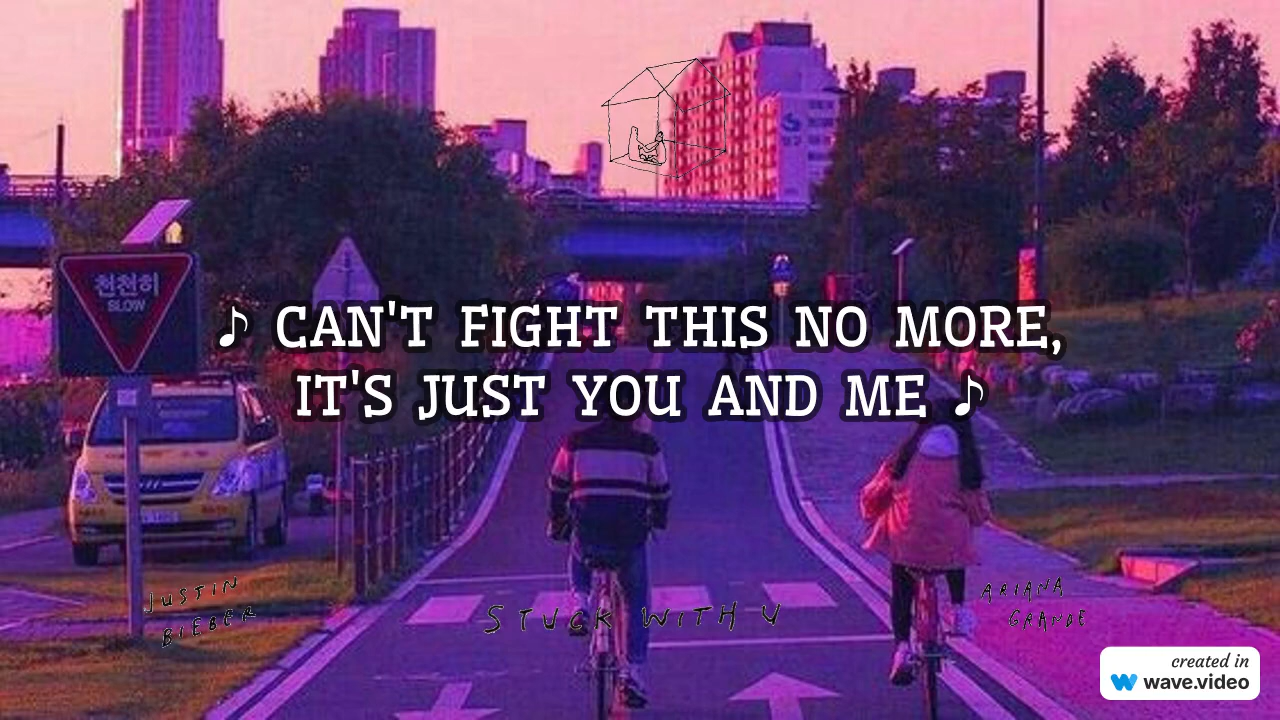 천천히
SLOW
♪ CAN'T FIGHT THIS NO MORE,
IT'S JUST YOU AND ME ♪
JUSTIN
BIEBER
STUCK WITH U
ARIANA
GRANDE
created in
wave.video